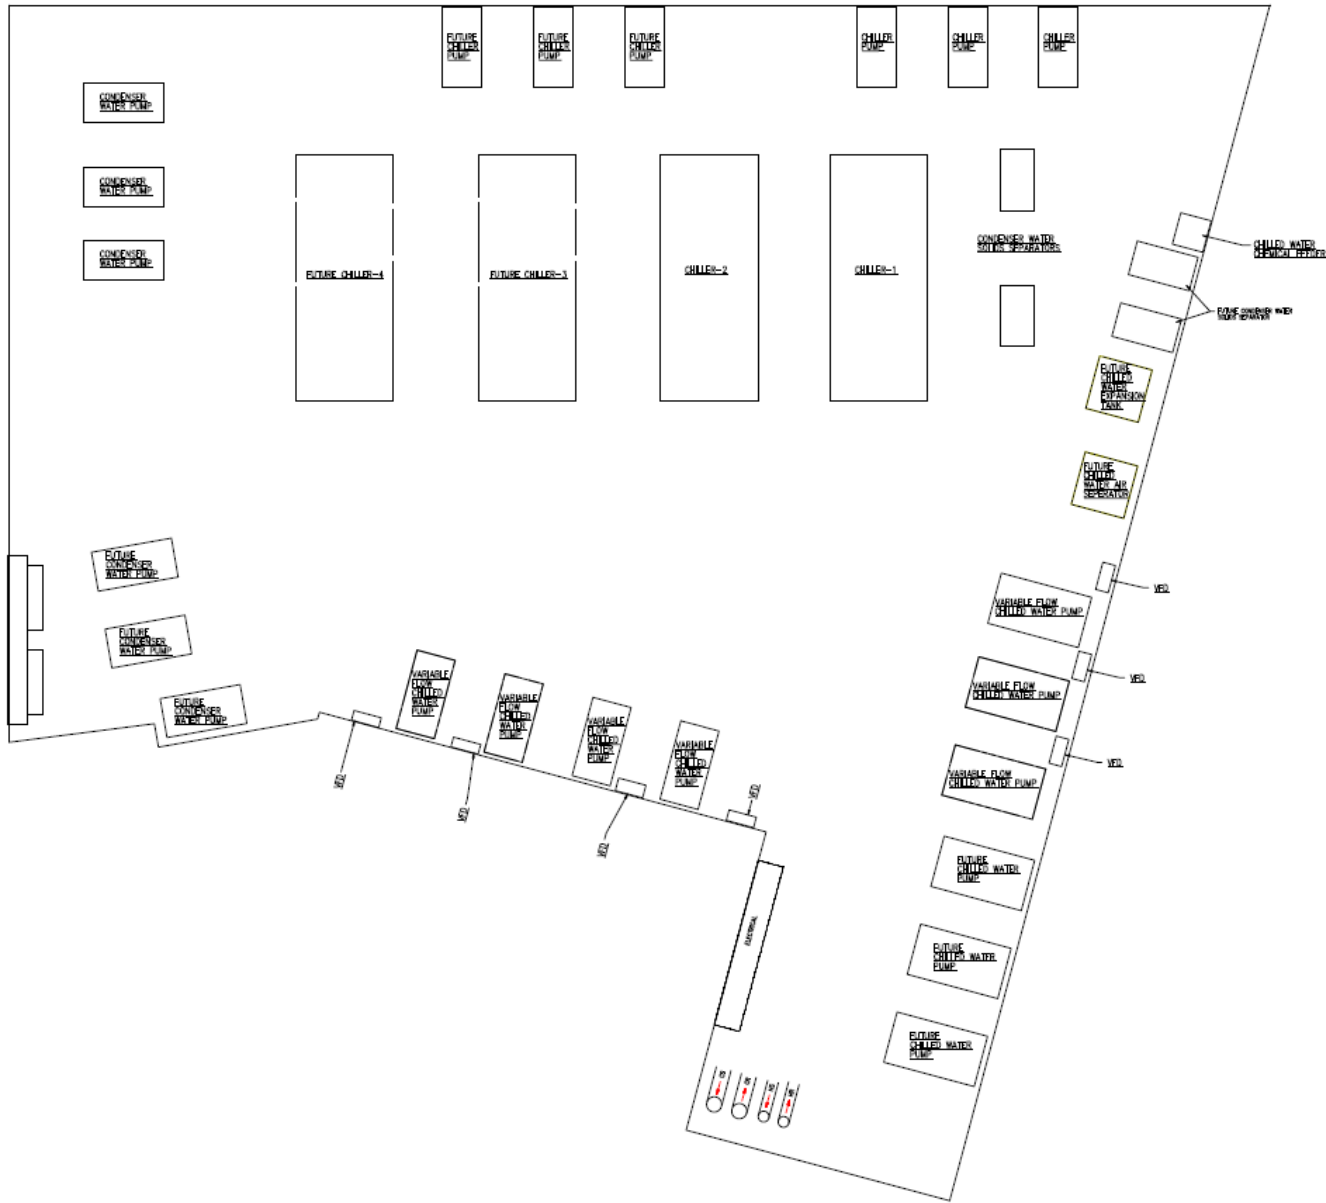 FUTURE
CHILLER
PUMP
FUTURE
CHILLER
PUMP
FUTURE
CHILLER
PUMP
CHILLER
PUMP
CHILLER
PUMP
CHILLER
PUMP
CONDENSER
WATER PUMP
CONDENSER
WATER PUMP
CONDENSER
WATER PUMP
FUTURE CHILLER-4
FUTURE CHILLER-3
CHILLER-2
CHILLER-1
CONDENSER WATER
SOLIDS SEPARATORS
CHILLED WATER
CHEMICAL FEEDER
FUTURE CONDENSER WATER
SOLIDS SEPARATOR
FUTURE
CHILLED
WATER
EXPANSION
TANK
FUTURE
CHILLED
WATER AIR
SEPERATOR
FUTURE
CONDENSER
WATER PUMP
FUTURE
CONDENSER
WATER PUMP
FUTURE
CONDENSER
WATER PUMP
VARIABLE
FLOW
CHILLED
WATER
PUMP
VARIABLE
FLOW
CHILLED
WATER
PUMP
VARIABLE
FLOW
CHILLED
WATER
PUMP
VARIABLE
FLOW
CHILLED
WATER
PUMP
VFD
VFD
VFD
VFD
VARIABLE FLOW
CHILLED WATER PUMP
VFD
VARIABLE FLOW
CHILLED WATER PUMP
VFD
VARIABLE FLOW
CHILLED WATER PUMP
VFD
FUTURE
CHILLED WATER
PUMP
FUTURE
CHILLED WATER
PUMP
FUTURE
CHILLED WATER
PUMP
ELECTRICAL